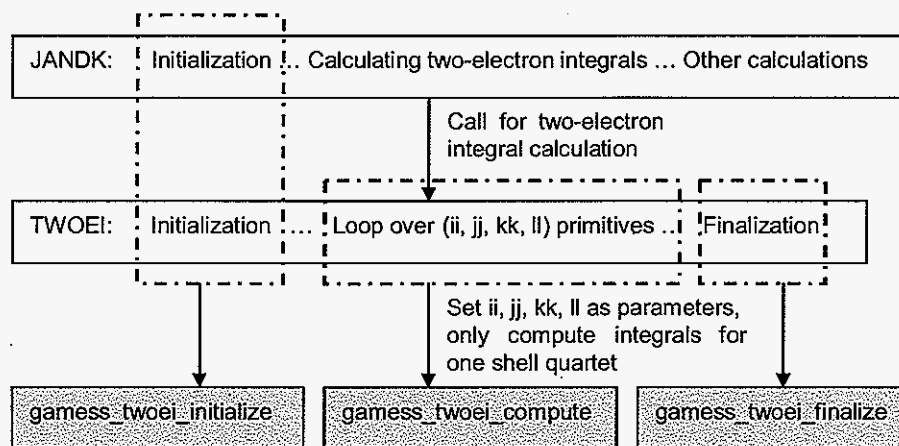 JANDK: Initialization ... Calculating two-electron integrals ... Other calculations
Call for two-electron
integral calculation
TWOEI: Initialization .... Loop over (ii, jj, kk, ll) primitives .. Finalization
Set ii, jj, kk, ll as parameters,
only compute integrals for
one shell quartet
gamess_twoei_initialize gamess_twoei_compute gamess_twoei_finalize